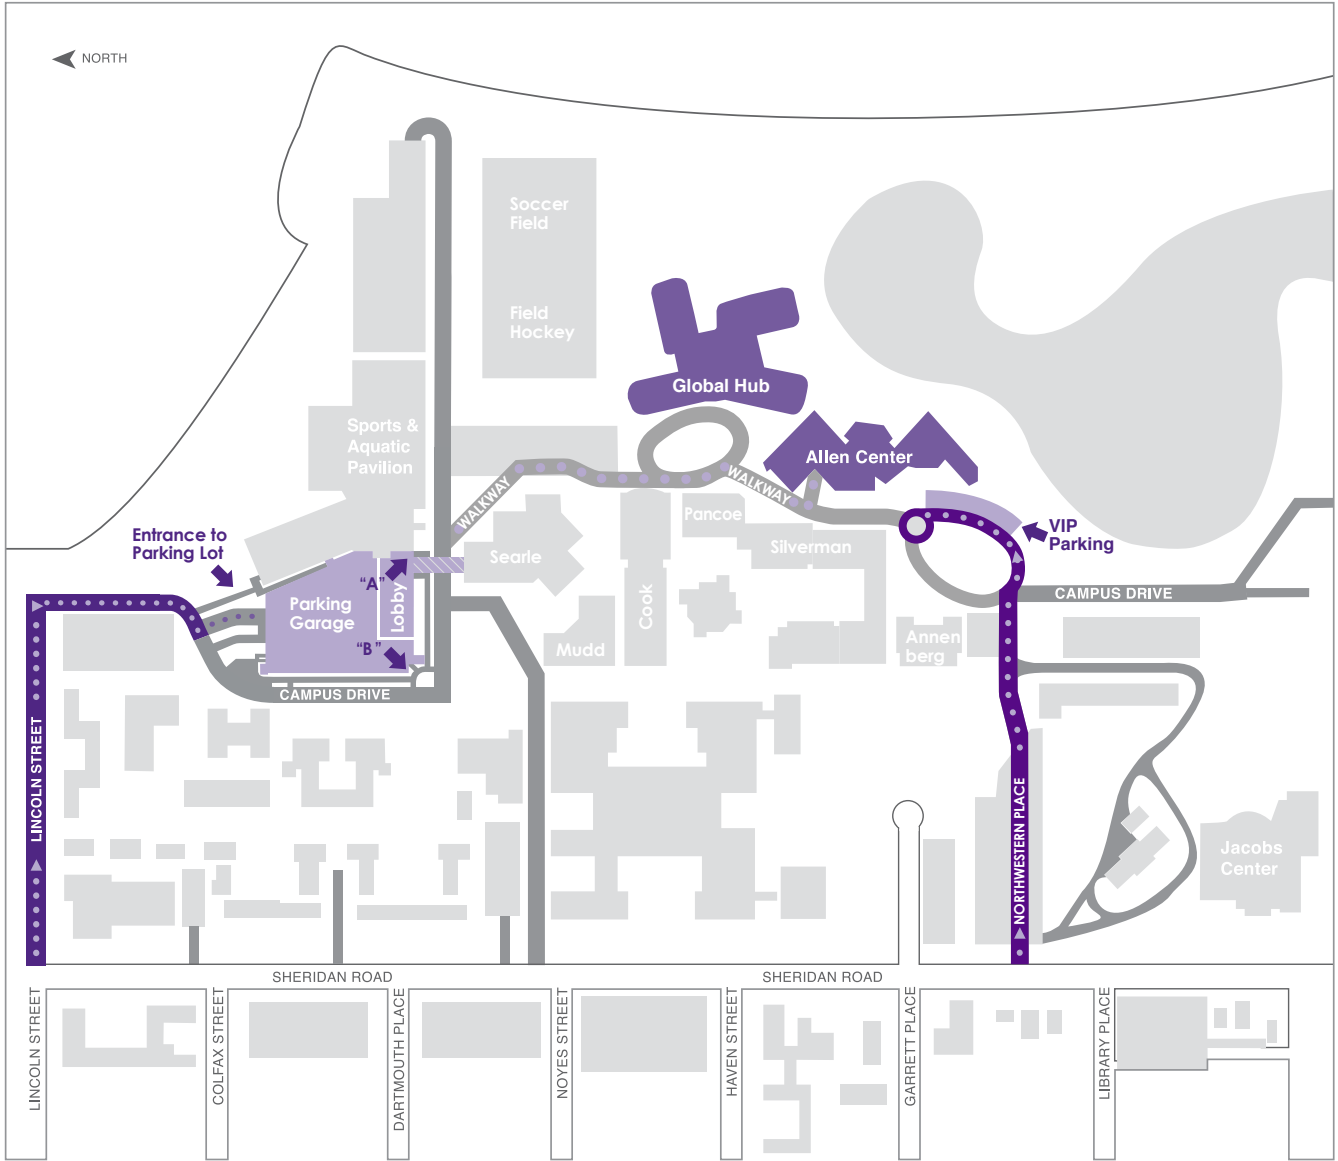 NORTH
Soccer
Field
Field
Hockey
Global Hub
Sports &
Aquatic
Pavilion
Allen Center
WALKWAY
WALKWAY
Pancoe
Entrance to
Parking Lot
VIP
Parking
Searle
Silverman
"A"
Parking
Garage
Lobby
Cook
CAMPUS DRIVE
Mudd
"B"
Annen
berg
CAMPUS DRIVE
LINCOLN STREET
NORTHWESTERN PLACE
Jacobs
Center
SHERIDAN ROAD
SHERIDAN ROAD
LINCOLN STREET
COLFAX STREET
DARTMOUTH PLACE
NOYES STREET
HAVEN STREET
GARRETT PLACE
LIBRARY PLACE